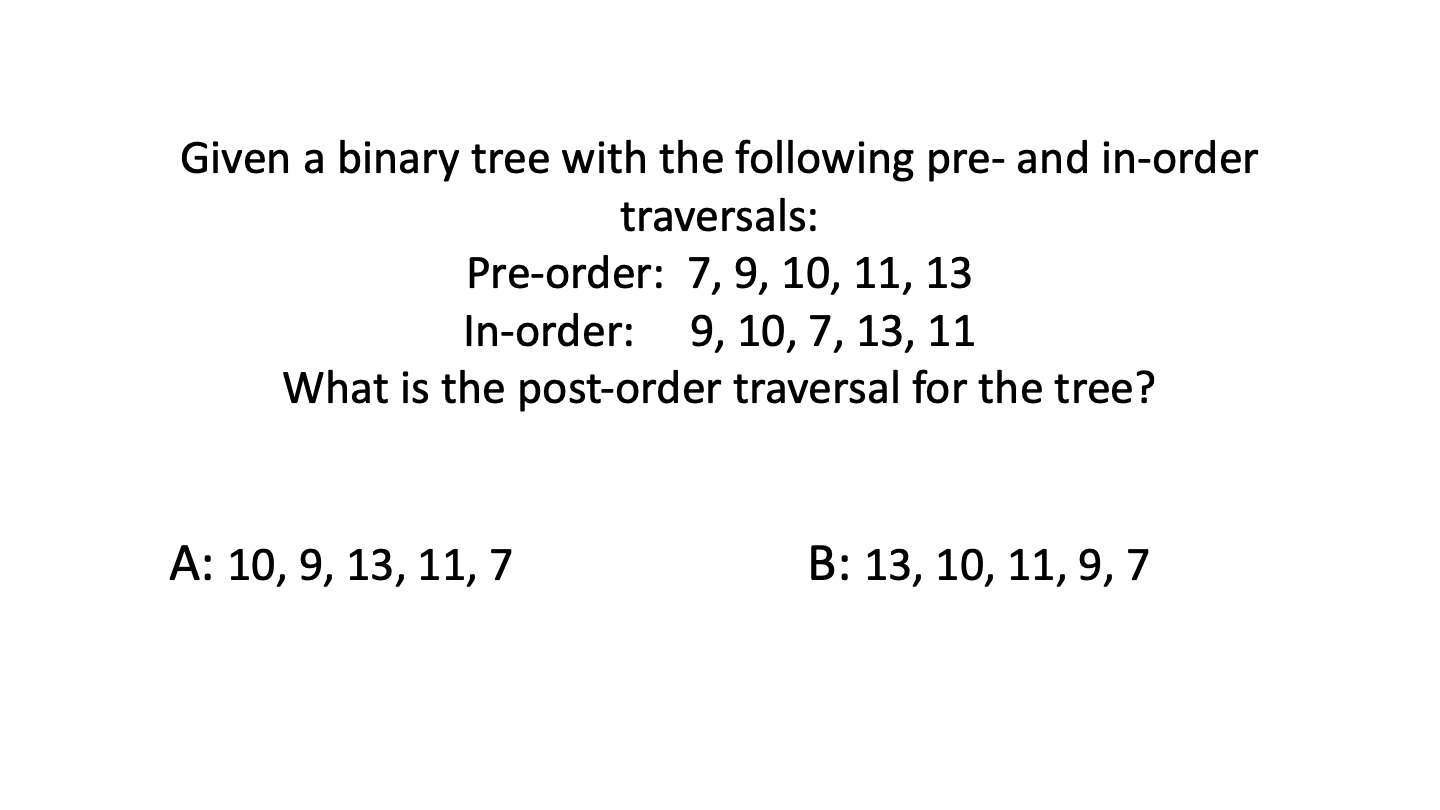 Given a binary tree with the following pre- and in-order
traversals:
Pre-order: 7, 9, 10, 11, 13
In-order: 9, 10, 7, 13, 11
What is the post-order traversal for the tree?
A: 10, 9, 13, 11, 7
B: 13, 10, 11, 9, 7